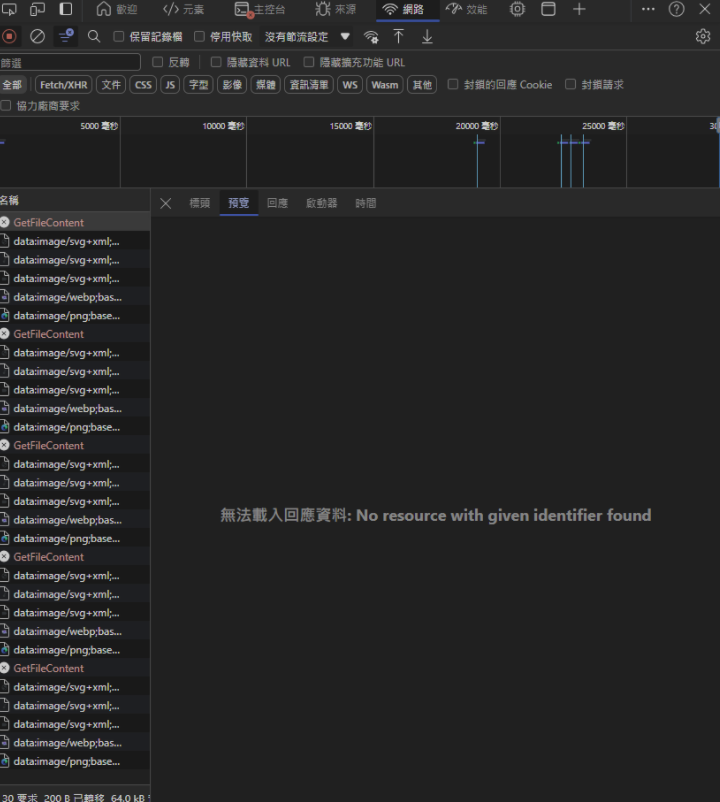 歡迎 元素 主控台 來源 網路 效能
保留記錄檔 停用快取 沒有節流設定
篩選 反轉 隱藏資料 URL 隱藏擴充功能 URL
全部 Fetch/XHR 文件 CSS JS 字型 影像 媒體 資訊清單 WS Wasm 其他 封鎖的回應 Cookie 封鎖請求
協力廠商要求
5000 毫秒 10000 毫秒 15000 毫秒 20000 毫秒 25000 毫秒 30
名稱 標頭 預覽 回應 啟動器 時間
GetFileContent
data:image/svg+xml;...
data:image/svg+xml;...
data:image/svg+xml;...
data:image/webp;bas...
data:image/png;base...
GetFileContent
data:image/svg+xml;...
data:image/svg+xml;...
data:image/svg+xml;...
data:image/webp;bas...
data:image/png;base...
GetFileContent
data:image/svg+xml;...
data:image/svg+xml;...
data:image/svg+xml;...
data:image/webp;bas...
data:image/png;base...
GetFileContent
data:image/svg+xml;...
data:image/svg+xml;...
data:image/svg+xml;...
data:image/webp;bas...
data:image/png;base...
GetFileContent
data:image/svg+xml;...
data:image/svg+xml;...
data:image/svg+xml;...
data:image/webp;bas...
data:image/png;base...
無法載入回應資料: No resource with given identifier found
30 要求 200 B 已轉移 64.0 kB